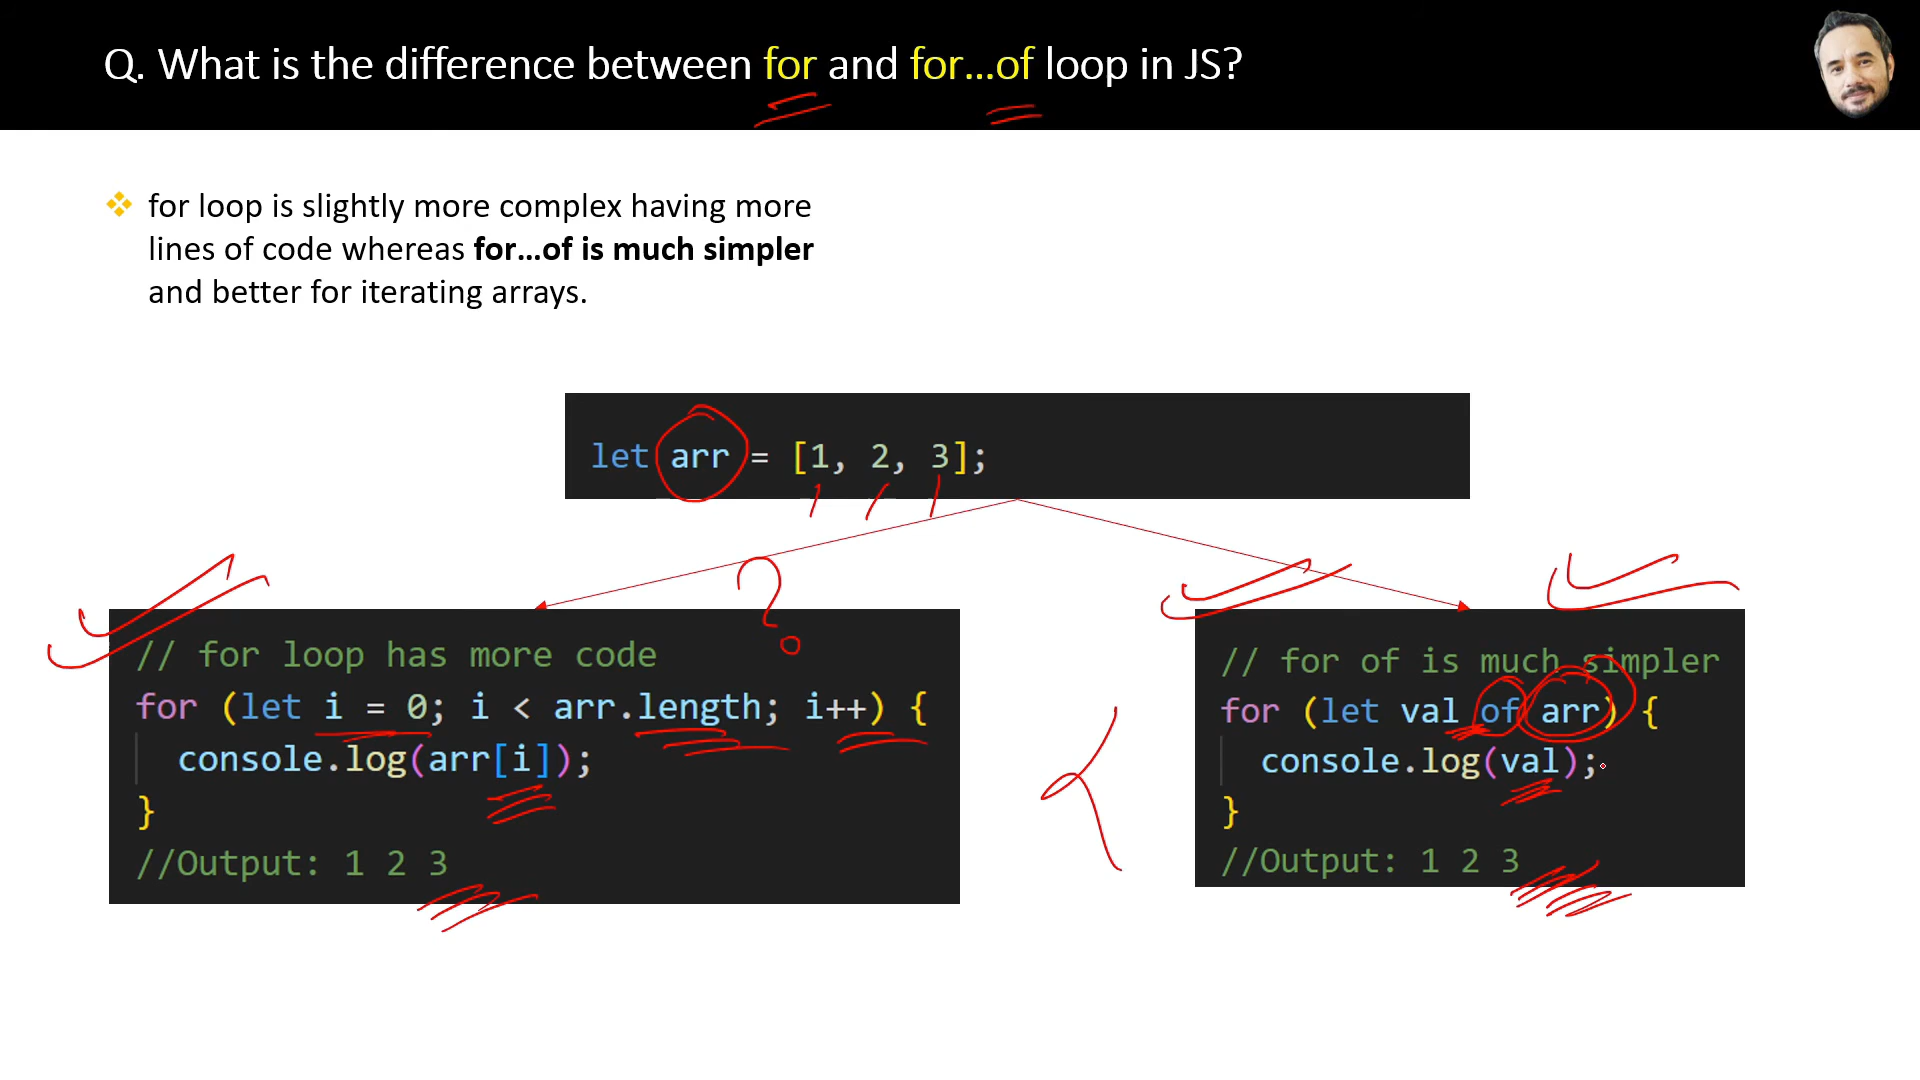 Q. What is the difference between for and for...of loop in JS?
❖ for loop is slightly more complex having more
lines of code whereas for...of is much simpler
and better for iterating arrays.
let arr = [1, 2, 3];
?
// for loop has more code
for (let i = 0; i < arr.length; i++) {
console.log(arr[i]);
}
//Output: 1 2 3
// for of is much simpler
for (let val of arr) {
console.log(val);
}
//Output: 1 2 3